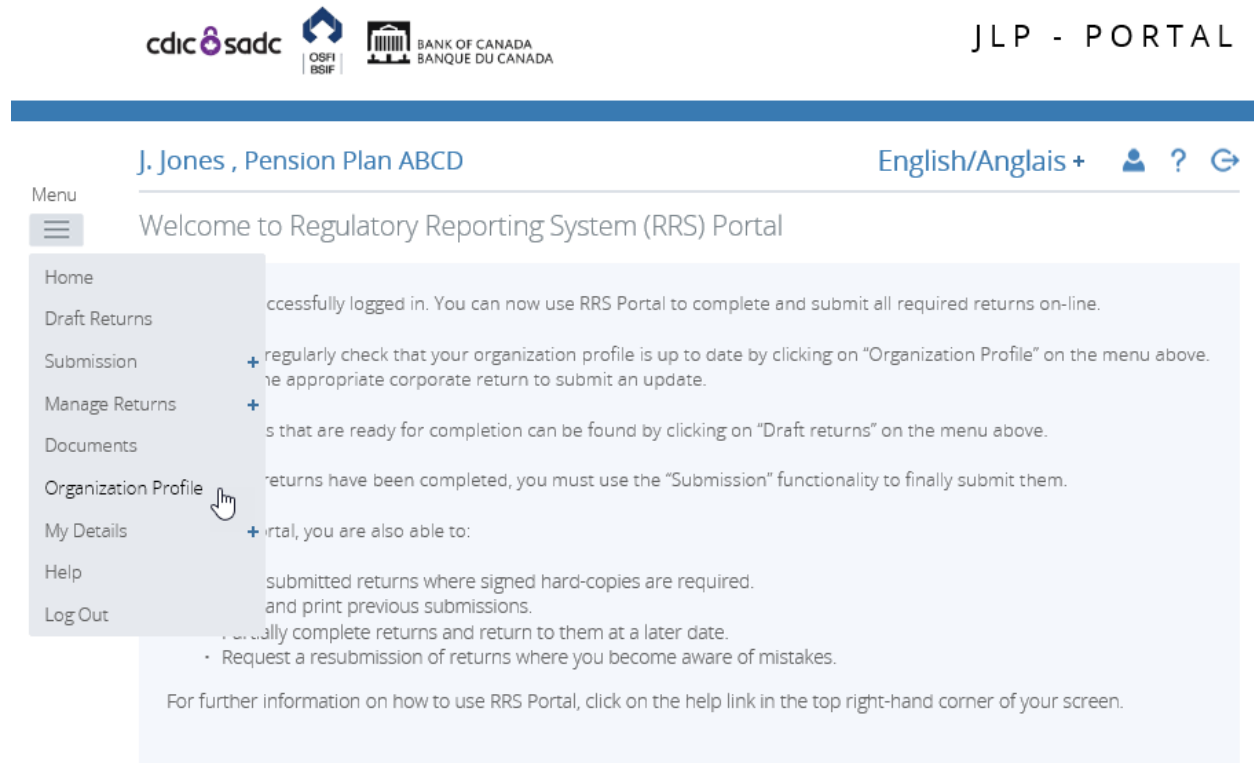 cdic sadc
OSFI
BSIF
BANK OF CANADA
BANQUE DU CANADA
JLP - PORTAL
J. Jones , Pension Plan ABCD
English/Anglais +
?
Menu
Welcome to Regulatory Reporting System (RRS) Portal
Home
Draft Returns
Submission +
Manage Returns +
Documents
Organization Profile
My Details +
Help
Log Out
ccessfully logged in. You can now use RRS Portal to complete and submit all required returns on-line.
regularly check that your organization profile is up to date by clicking on “Organization Profile” on the menu above.
he appropriate corporate return to submit an update.
s that are ready for completion can be found by clicking on “Draft returns” on the menu above.
returns have been completed, you must use the “Submission” functionality to finally submit them.
rtal, you are also able to:
submitted returns where signed hard-copies are required.
and print previous submissions.
Partially complete returns and return to them at a later date.
· Request a resubmission of returns where you become aware of mistakes.
For further information on how to use RRS Portal, click on the help link in the top right-hand corner of your screen.